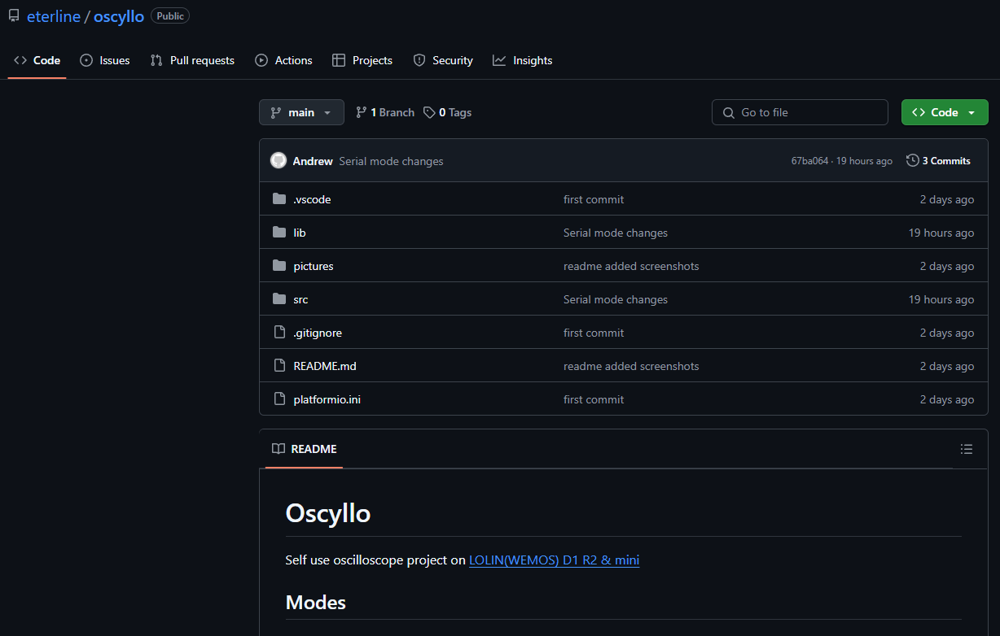 eterline / oscyllo Public
Code Issues Pull requests Actions Projects Security Insights
main 1 Branch 0 Tags Go to file Code
Andrew Serial mode changes 67ba064 · 19 hours ago 3 Commits
.vscode first commit 2 days ago
lib Serial mode changes 19 hours ago
pictures readme added screenshots 2 days ago
src Serial mode changes 19 hours ago
.gitignore first commit 2 days ago
README.md readme added screenshots 2 days ago
platformio.ini first commit 2 days ago
README
Oscyllo
Self use oscilloscope project on LOLIN(WEMOS) D1 R2 & mini
Modes